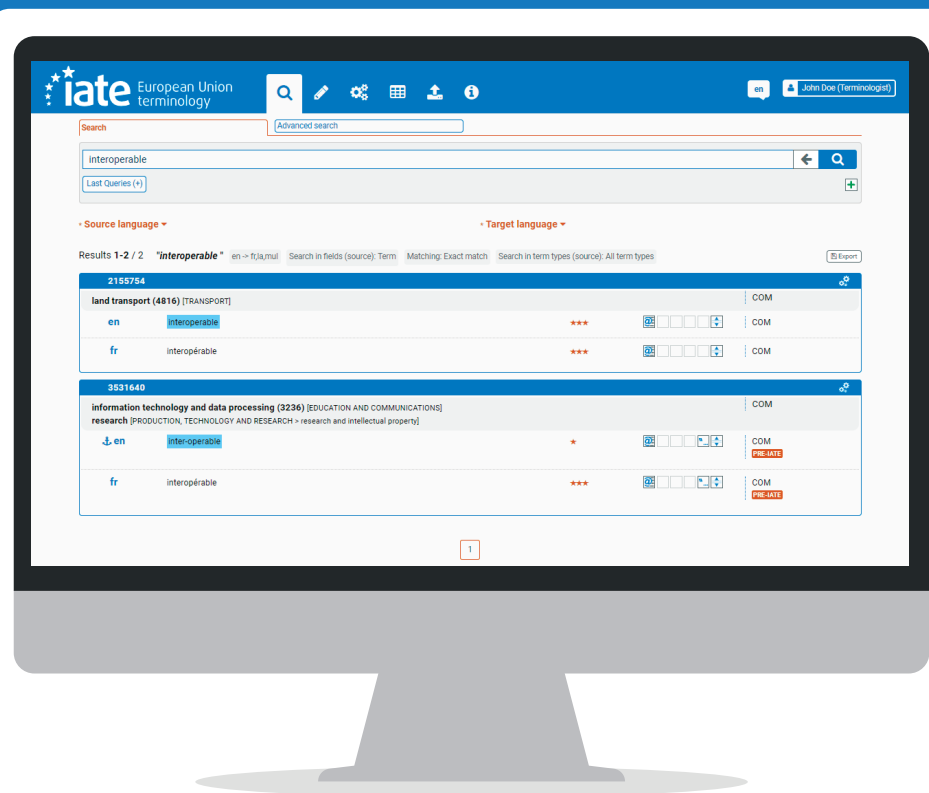 iate European Union
terminology
en
John Doe (Terminologist)
Search
Advanced search
interoperable
Last Queries (+)
* Source language
* Target language
Results 1-2 / 2 "interoperable " en -> fr,la,mul Search in fields (source): Term Matching: Exact match Search in term types (source): All term types Export
2155754
land transport (4816) [TRANSPORT] COM
en interoperable ★★★ COM
fr interopérable ★★★ COM
3531640
information technology and data processing (3236) [EDUCATION AND COMMUNICATIONS] COM
research [PRODUCTION, TECHNOLOGY AND RESEARCH > research and intellectual property]
en inter-operable ★ COM
PRE-IATE
fr interopérable ★★★ COM
PRE-IATE
1